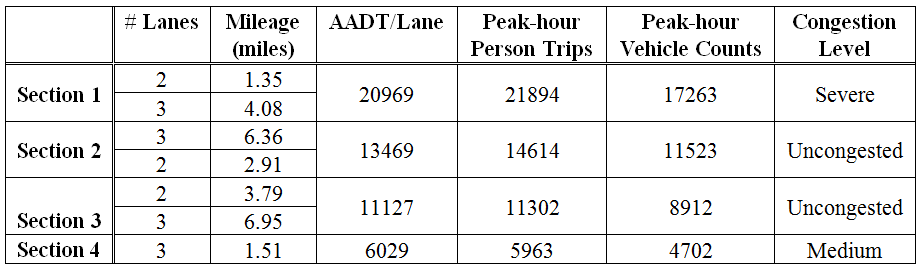 # Lanes Mileage (miles) AADT/Lane Peak-hour Person Trips Peak-hour Vehicle Counts Congestion Level
Section 1 2 1.35 20969 21894 17263 Severe
3 4.08
Section 2 3 6.36 13469 14614 11523 Uncongested
2 2.91
Section 3 2 3.79 11127 11302 8912 Uncongested
3 6.95
Section 4 3 1.51 6029 5963 4702 Medium